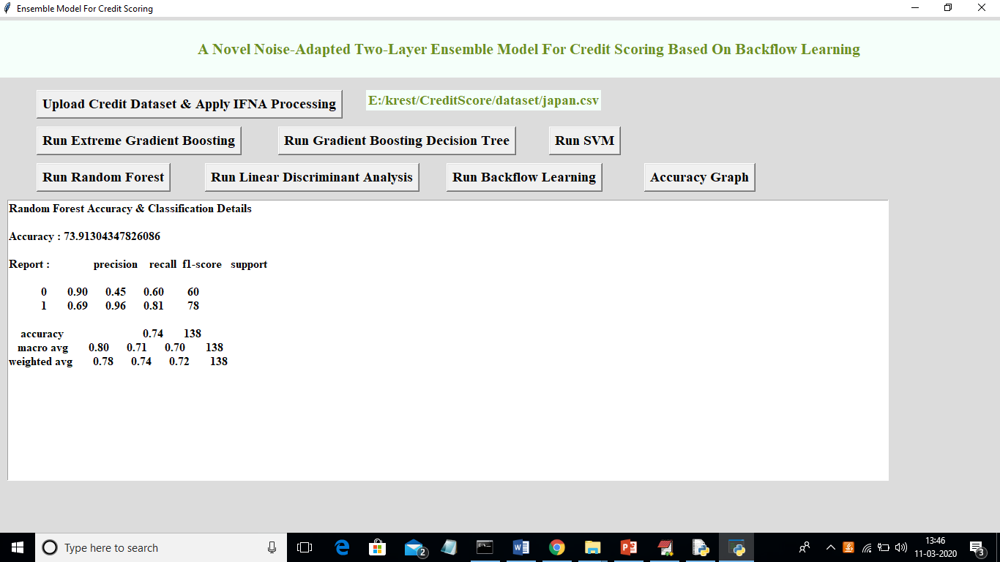 Ensemble Model For Credit Scoring
A Novel Noise-Adapted Two-Layer Ensemble Model For Credit Scoring Based On Backflow Learning
Upload Credit Dataset & Apply IFNA Processing
E:/krest/CreditScore/dataset/japan.csv
Run Extreme Gradient Boosting
Run Gradient Boosting Decision Tree
Run SVM
Run Random Forest
Run Linear Discriminant Analysis
Run Backflow Learning
Accuracy Graph
Random Forest Accuracy & Classification Details
Accuracy : 73.91304347826086
Report : precision recall f1-score support
0 0.90 0.45 0.60 60
1 0.69 0.96 0.81 78
accuracy 0.74 138
macro avg 0.80 0.71 0.70 138
weighted avg 0.78 0.74 0.72 138
Type here to search
2
13:46
11-03-2020
3